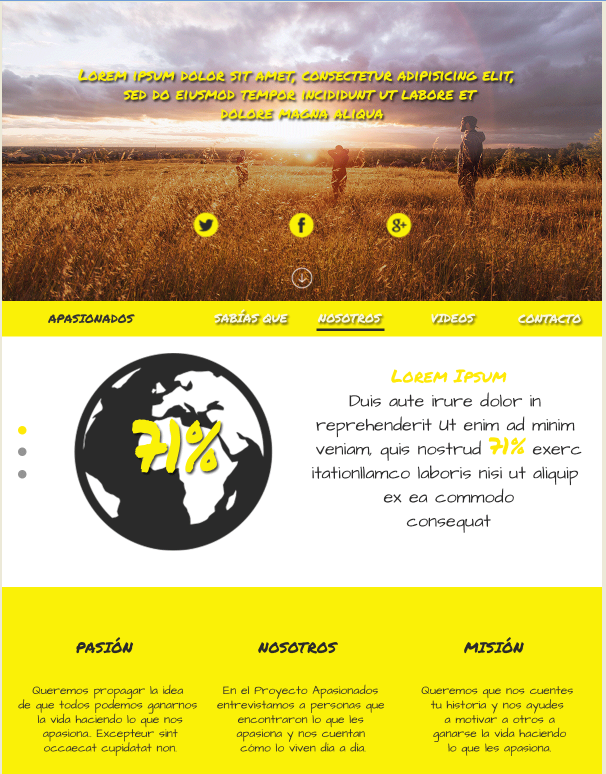 Lorem ipsum dolor sit amet, consectetur adipisicing elit,
sed do eiusmod tempor incididunt ut labore et
dolore magna aliqua
f
g+
APASIONADOS SABÍAS QUE NOSOTROS VIDEOS CONTACTO
71%
Lorem Ipsum
Duis aute irure dolor in
reprehenderit Ut enim ad minim
veniam, quis nostrud 71% exerc
itationllamco laboris nisi ut aliquip
ex ea commodo
consequat
PASIÓN
Queremos propagar la idea
de que todos podemos ganarnos
la vida haciendo lo que nos
apasiona. Excepteur sint
occaecat cupidatat non.
NOSOTROS
En el Proyecto Apasionados
entrevistamos a personas que
encontraron lo que les
apasiona y nos cuentan
cómo lo viven día a día.
MISIÓN
Queremos que nos cuentes
tu historia y nos ayudes
a motivar a otros a
ganarse la vida haciendo
lo que les apasiona.